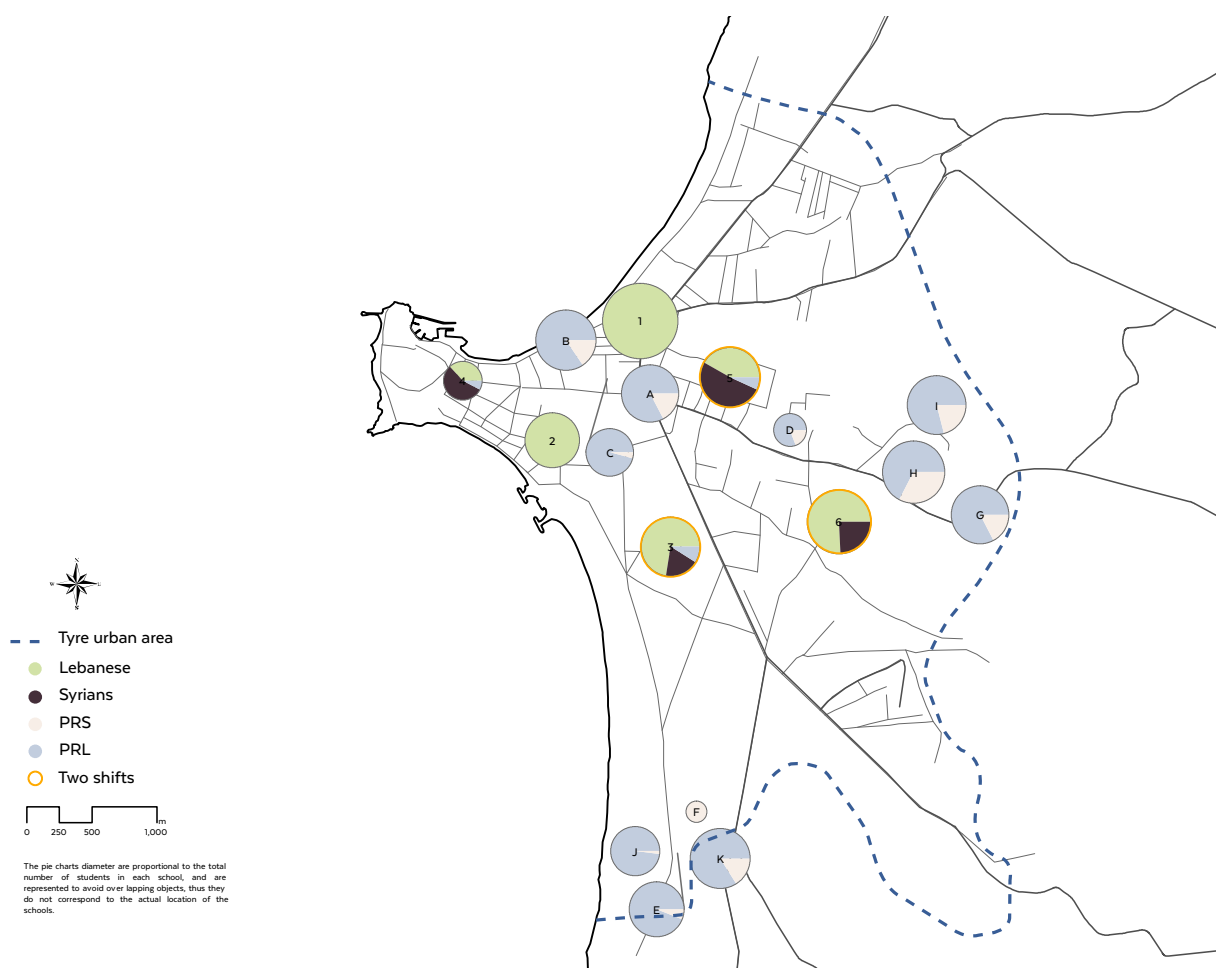 1
B
5
4
A
I
2
D
C
H
G
6
3
N
W
S
Tyre urban area
Lebanese
Syrians
PRS
PRL
Two shifts
m
0 250 500 1,000
F
J
K
E
The pie charts diameter are proportional to the total
number of students in each school, and are
represented to avoid over lapping objects, thus they
do not correspond to the actual location of the
schools.